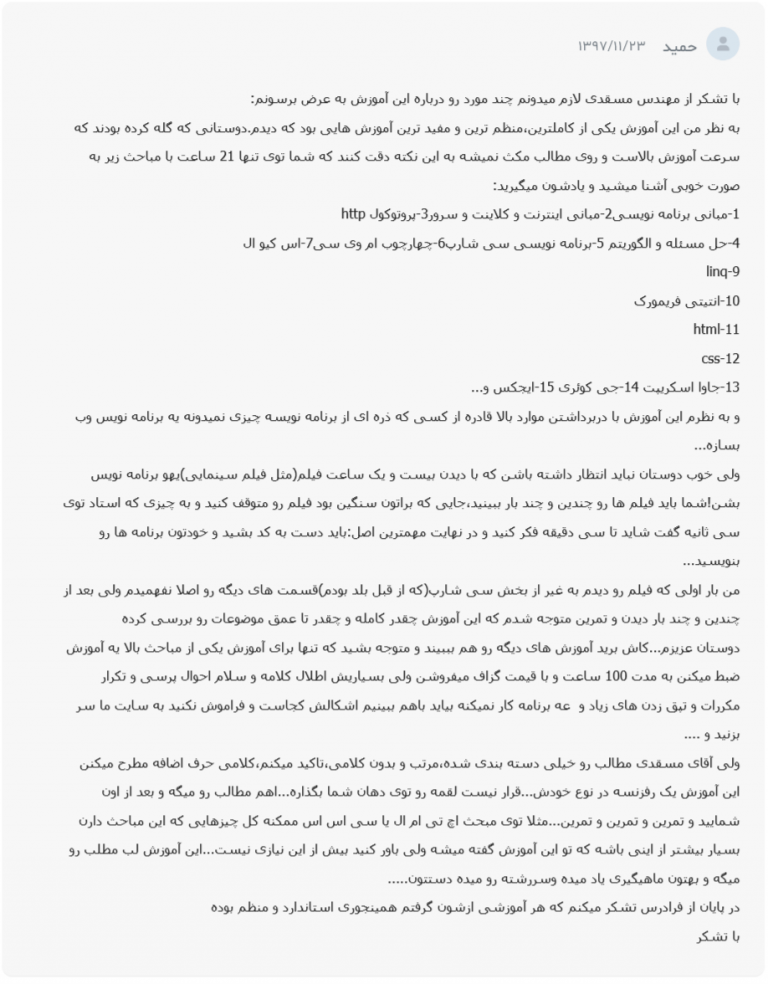 حمید ۱۳۹۷/۱۱/۲۳
با تشکر از مهندس مسقدی لازم میدونم چند مورد رو درباره این آموزش به عرض برسونم:
به نظر من این آموزش یکی از کاملترین،منظم ترین و مفید ترین آموزش هایی بود که دیدم.دوستانی که گله کرده بودند که
سرعت آموزش بالاست و روی مطالب مکث نمیشه به این نکته دقت کنند که شما توی تنها 21 ساعت با مباحث زیر به
صورت خوبی آشنا میشید و یادشون میگیرید:
1-مبانی برنامه نویسی2-مبانی اینترنت و کلاینت و سرور3-پروتوکول http
4-حل مسئله و الگوریتم 5-برنامه نویسی سی شارپ6-چهارچوب ام وی سی7-اس کیو ال
9-linq
10-انتیتی فریمورک
11-html
12-css
13-جاوا اسکریپت 14-جی کوئری 15-ایجکس و...
و به نظرم این آموزش با دربرداشتن موارد بالا قادره از کسی که ذره ای از برنامه نویسه چیزی نمیدونه یه برنامه نویس وب
بسازه...
ولی خوب دوستان نباید انتظار داشته باشن که با دیدن بیست و یک ساعت فیلم(مثل فیلم سینمایی)یهو برنامه نویس
بشن!شما باید فیلم ها رو چندین و چند بار ببینید،جایی که براتون سنگین بود فیلم رو متوقف کنید و به چیزی که استاد توی
سی ثانیه گفت شاید تا سی دقیقه فکر کنید و در نهایت مهمترین اصل:باید دست به کد بشید و خودتون برنامه ها رو
بنویسید...
من بار اولی که فیلم رو دیدم به غیر از بخش سی شارپ(که از قبل بلد بودم)قسمت های دیگه رو اصلا نفهمیدم ولی بعد از
چندین و چند بار دیدن و تمرین متوجه شدم که این آموزش چقدر کامله و چقدر تا عمق موضوعات رو بررسی کرده
دوستان عزیزم...کاش برید آموزش های دیگه رو هم ببیند و متوجه بشید که تنها برای آموزش یکی از مباحث بالا یه آموزش
ضبط میکنن به مدت 100 ساعت و با قیمت گزاف میفروشن ولی بسیاریش اطلال کلامه و سلام احوال پرسی و تکرار
مکررات و تپق زدن های زیاد و عه برنامه کار نمیکنه بیاید باهم ببینیم اشکالش کجاست و فراموش نکنید به سایت ما سر
بزنید و ....
ولی آقای مسقدی مطالب رو خیلی دسته بندی شده،مرتب و بدون کلامی،تاکید میکنم،کلامی حرف اضافه مطرح میکنن
این آموزش یک رفزنسه در نوع خودش...قرار نیست لقمه رو توی دهان شما بگذاره...اهم مطالب رو میگه و بعد از اون
شمایید و تمرین و تمرین و تمرین...مثلا توی مبحث اچ تی ام ال یا سی اس اس ممکنه کل چیزهایی که این مباحث دارن
بسیار بیشتر از اینی باشه که تو این آموزش گفته میشه ولی باور کنید بیش از این نیازی نیست...این آموزش لب مطلب رو
میگه و بهتون ماهیگیری یاد میده وسررشته رو میده دستتون.....
در پایان از فرادرس تشکر میکنم که هر آموزشی ازشون گرفتم همینجوری استاندارد و منظم بوده
با تشکر